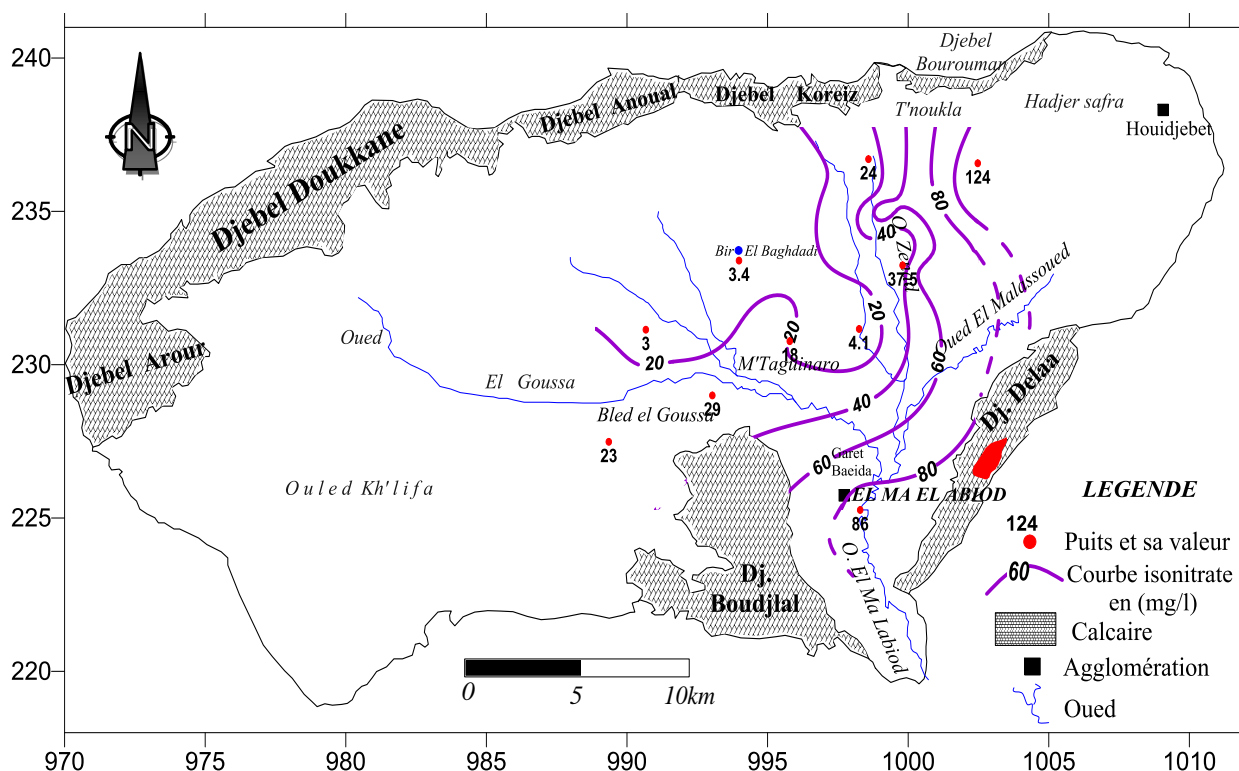 240
235
230
225
220
970
975
980
985
990
995
1000
1005
1010
N
Djebel
Bourouman
Djebel Anoual
Djebel Koreiz
T'noukla
Hadjer safra
Houidjebet
Djebel Doukkane
24
124
80
40
O. Zerga
Bir El Baghdadi
3.4
37.5
Oued El Malassoued
20
20
Oued
3
20
4.1
18
M'Taguinaro
60
Djebel Arour
El Goussa
29
Bled el Goussa
40
Dj. Delaa
23
60
Garet
Baeida
80
Ouled Kh'lifa
EL MA EL ABIOD
86
O. El Ma Labiod
Dj.
Boudjlal
0
5
10km
LEGENDE
124
Puits et sa valeur
60
Courbe isonitrate
en (mg/l)
Calcaire
Agglomération
Oued